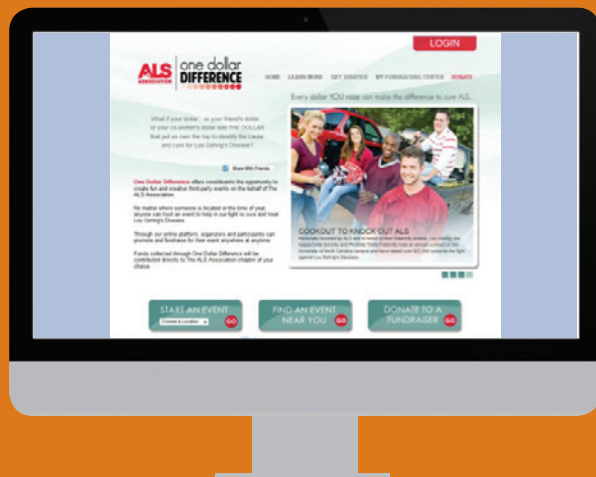 LOGIN
ALS
ASSOCIATION
one dollar
DIFFERENCE
HOME LEARN MORE GET STARTED MY FUNDRAISING CENTER DONATE
Every dollar YOU raise can make the difference to cure ALS.
What if your dollar... or your friend's dollar
or your co-worker's dollar was THE DOLLAR
that put us over the top to identify the cause
and cure for Lou Gehrig's Disease?
Share With Friends
One Dollar Difference offers constituents the opportunity to
create fun and creative third-party events on the behalf of The
ALS Association.
No matter where someone is located or the time of year,
anyone can host an event to help in our fight to cure and treat
Lou Gehrig's Disease.
Through our online platform, organizers and participants can
promote and fundraise for their event anywhere at anytime.
Funds collected through One Dollar Difference will be
contributed directly to The ALS Association chapter of your
choice.
COOKOUT TO KNOCK OUT ALS
START AN EVENT
Choose a Location
GO
FIND AN EVENT
NEAR YOU
GO
DONATE TO A
FUNDRAISER
GO